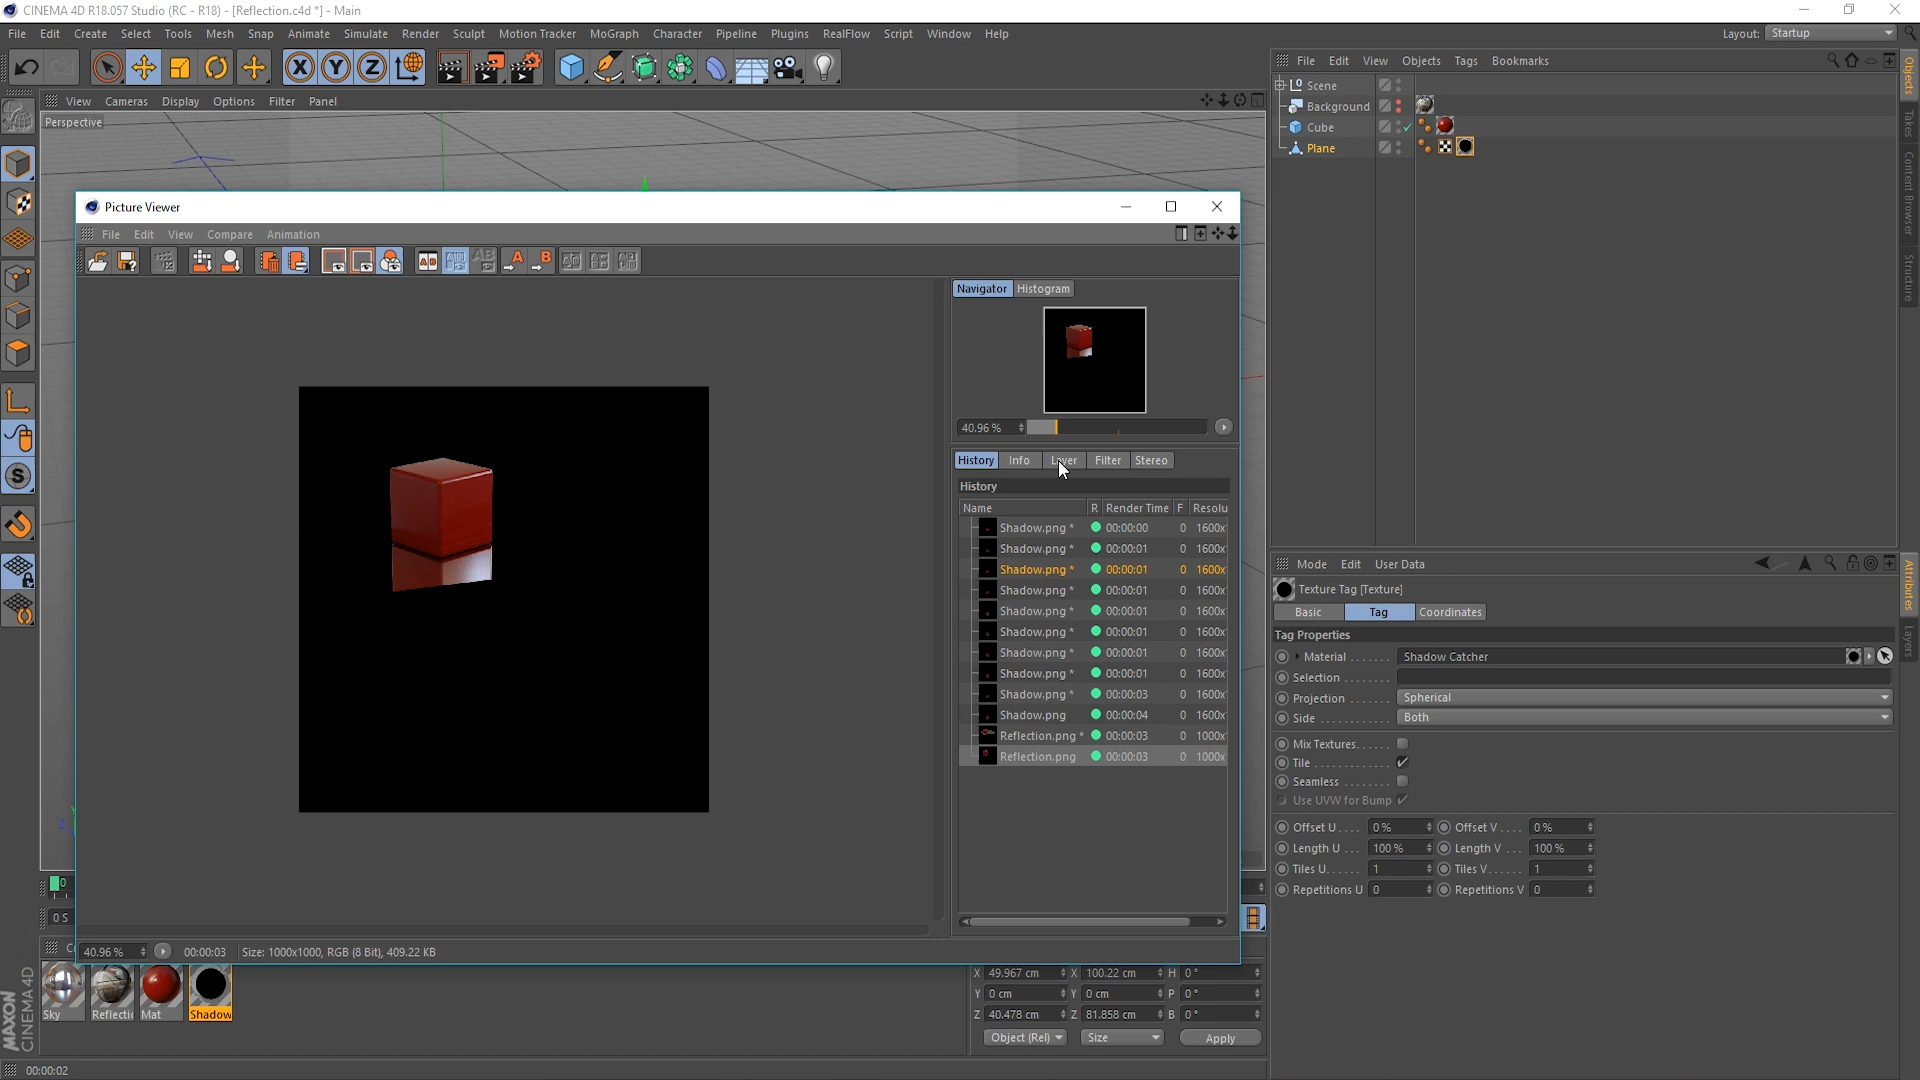 CINEMA 4D R18.057 Studio (RC - R18) - [Reflection.c4d *] - Main
File Edit Create Select Tools Mesh Snap Animate Simulate Render Sculpt Motion Tracker MoGraph Character Pipeline Plugins RealFlow Script Window Help
Layout: Startup
File Edit View Objects Tags Bookmarks
Scene
Background
Cube
Plane
Objects
Takes
Content Browser
Structure
View Cameras Display Options Filter Panel
Perspective
Picture Viewer
File Edit View Compare Animation
Navigator Histogram
40.96 %
History Info Layer Filter Stereo
History
Name R Render Time F Resolu
Shadow.png * 00:00:00 0 1600x
Shadow.png * 00:00:01 0 1600x
Shadow.png * 00:00:01 0 1600x
Shadow.png * 00:00:01 0 1600x
Shadow.png * 00:00:01 0 1600x
Shadow.png * 00:00:01 0 1600x
Shadow.png * 00:00:01 0 1600x
Shadow.png * 00:00:01 0 1600x
Shadow.png * 00:00:03 0 1600x
Shadow.png 00:00:04 0 1600x
Reflection.png * 00:00:03 0 1000x
Reflection.png 00:00:03 0 1000x
40.96 % 00:00:03 Size: 1000x1000, RGB (8 Bit), 409.22 KB
Mode Edit User Data
Texture Tag [Texture]
Basic Tag Coordinates
Tag Properties
Material Shadow Catcher
Selection
Projection Spherical
Side Both
Mix Textures
Tile
Seamless
Use UVW for Bump
Offset U 0 % Offset V 0 %
Length U 100 % Length V 100 %
Tiles U 1 Tiles V 1
Repetitions U 0 Repetitions V 0
Attributes
Layers
0
0 S
Sky Reflectic Mat Shadow
X 49.967 cm X 100.22 cm H 0 °
Y 0 cm Y 0 cm P 0 °
Z 40.478 cm Z 81.858 cm B 0 °
Object (Rel) Size Apply
MAXON
CINEMA 4D
00:00:02